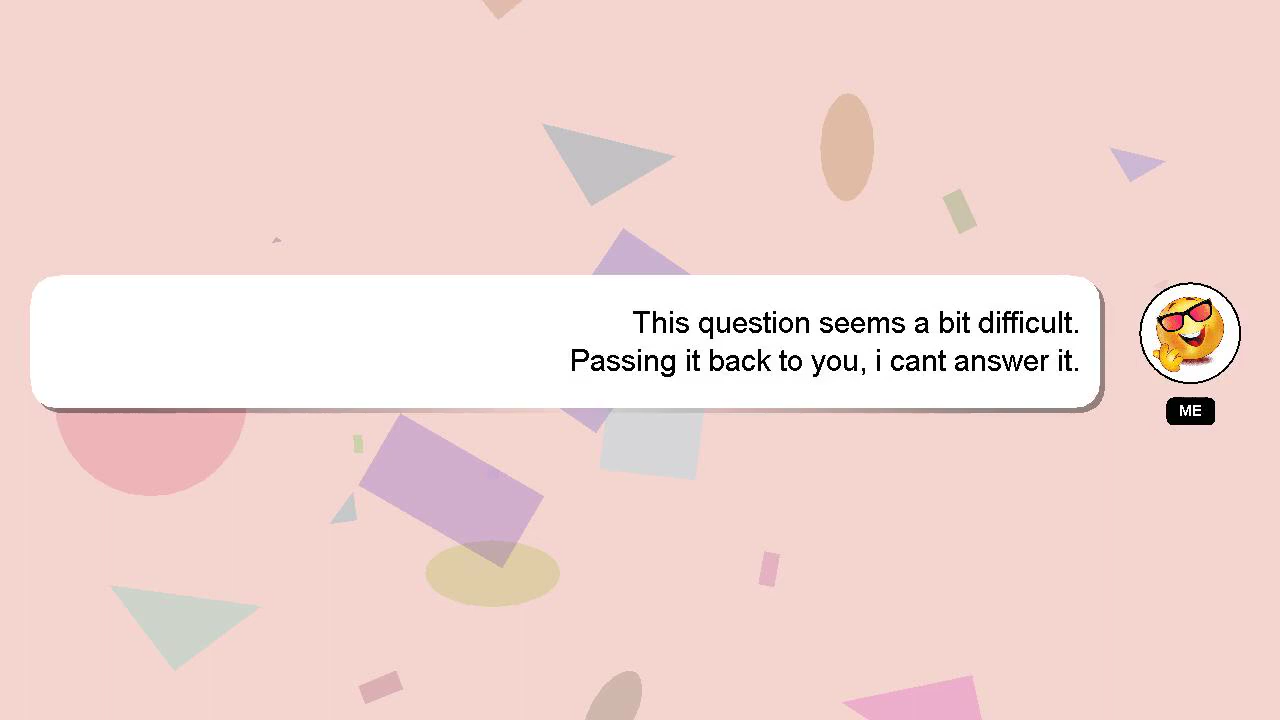 This question seems a bit difficult.
Passing it back to you, i cant answer it.
ME